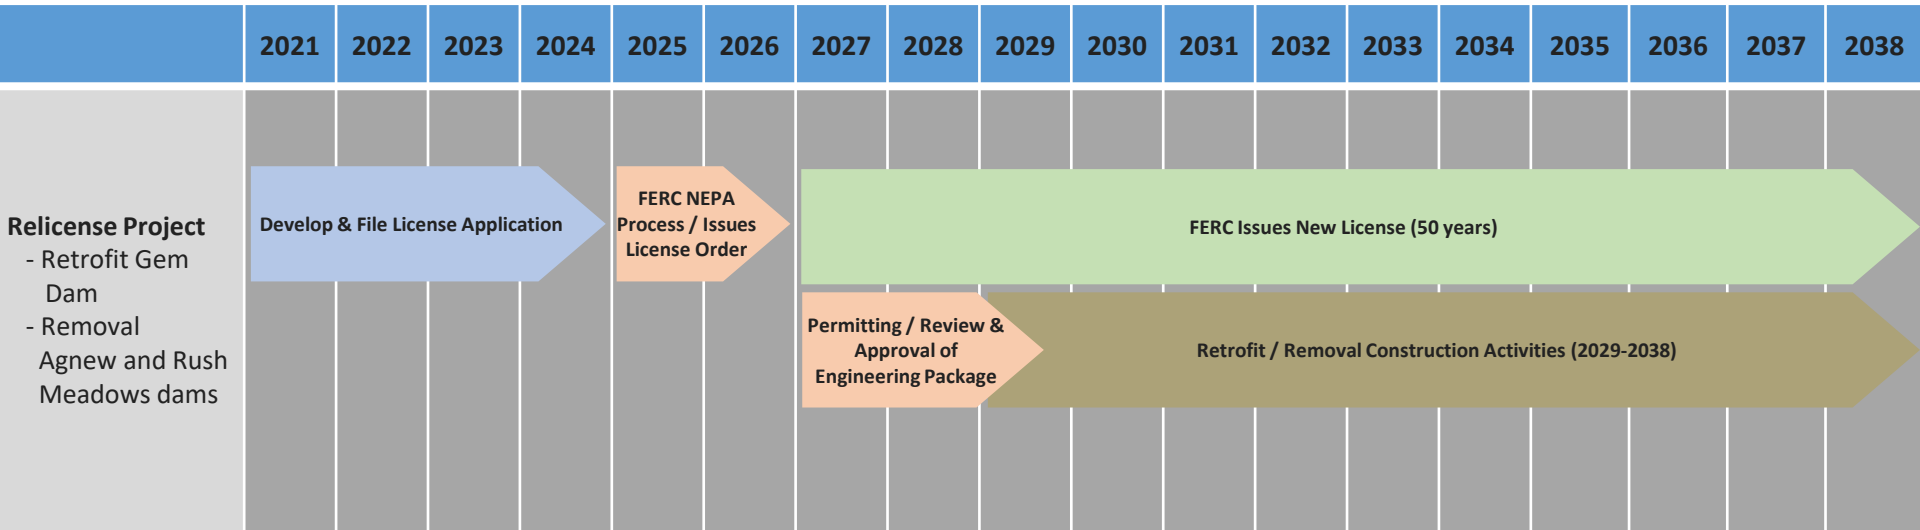 2021 2022 2023 2024 2025 2026 2027 2028 2029 2030 2031 2032 2033 2034 2035 2036 2037 2038
Relicense Project
- Retrofit Gem
Dam
- Removal
Agnew and Rush
Meadows dams
Develop & File License Application
FERC NEPA
Process / Issues
License Order
FERC Issues New License (50 years)
Permitting / Review &
Approval of
Engineering Package
Retrofit / Removal Construction Activities (2029-2038)